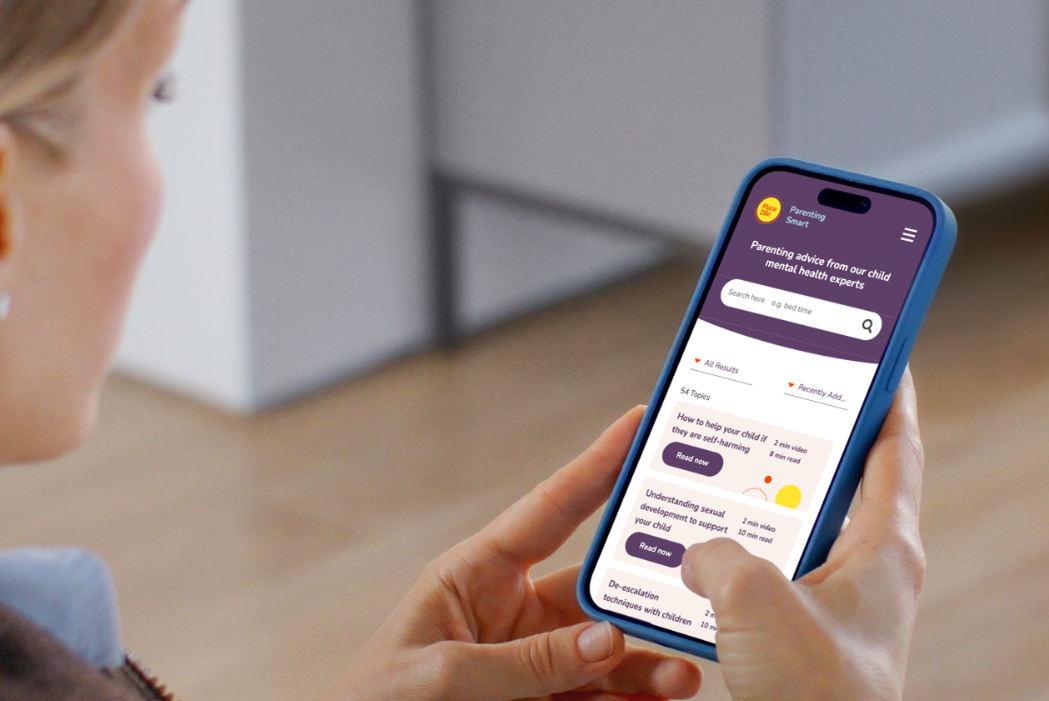 Place
2Be
Parenting
Smart
Parenting advice from our child
mental health experts
Search here e.g. bed time
All Results
Recently Add...
54 Topics
How to help your child if
they are self-harming
2 min video
8 min read
Read now
Understanding sexual
development to support
your child
2 min video
10 min read
Read now
De-escalation
techniques with children
2
10